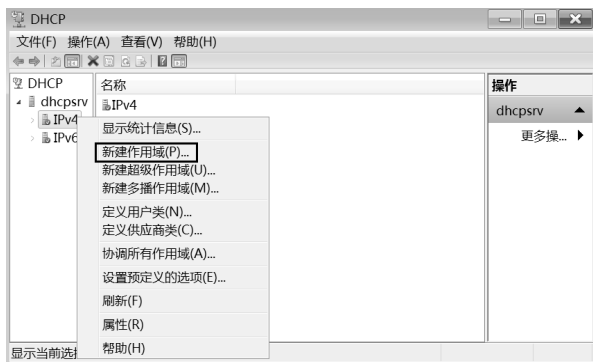 DHCP
文件(F) 操作(A) 查看(V) 帮助(H)
DHCP
dhcpsrv
IPv4
IPv6
名称
IPv4
操作
dhcpsrv
更多操...
显示统计信息(S)...
新建作用域(P)...
新建超级作用域(U)...
新建多播作用域(M)...
定义用户类(N)...
定义供应商类(C)...
协调所有作用域(A)...
设置预定义的选项(E)...
刷新(F)
属性(R)
帮助(H)
显示当前选